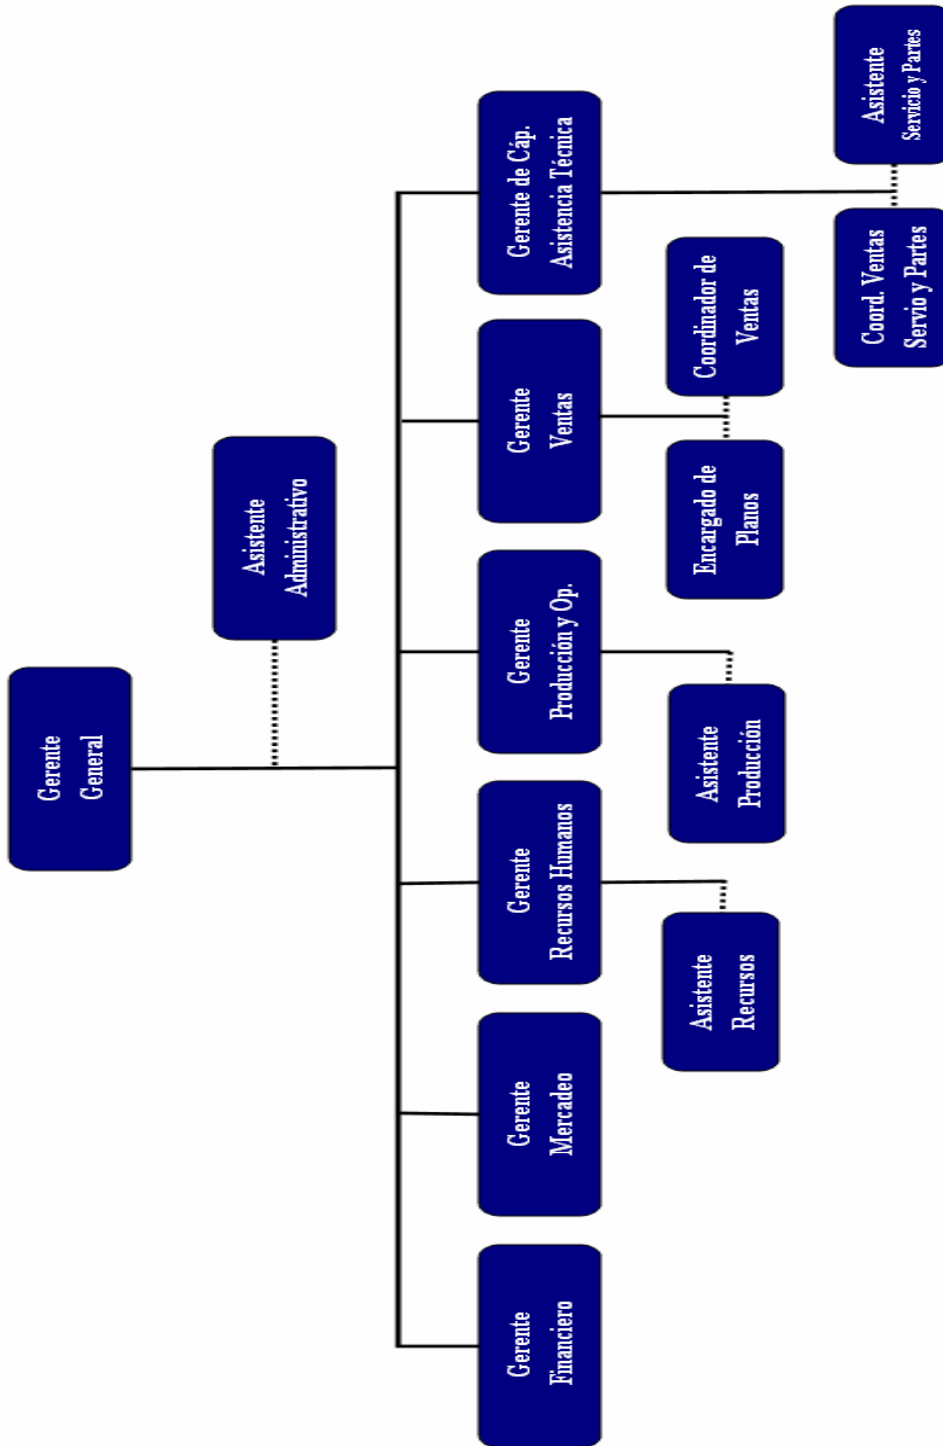 Gerente
General
Asistente
Administrativo
Gerente
Financiero
Gerente
Mercadeo
Gerente
Recursos Humanos
Gerente
Producción y Op.
Gerente
Ventas
Gerente de Cáp.
Asistencia Técnica
Asistente
Recursos
Asistente
Producción
Encargado de
Planos
Coordinador de
Ventas
Coord. Ventas
Servio y Partes
Asistente
Servicio y Partes